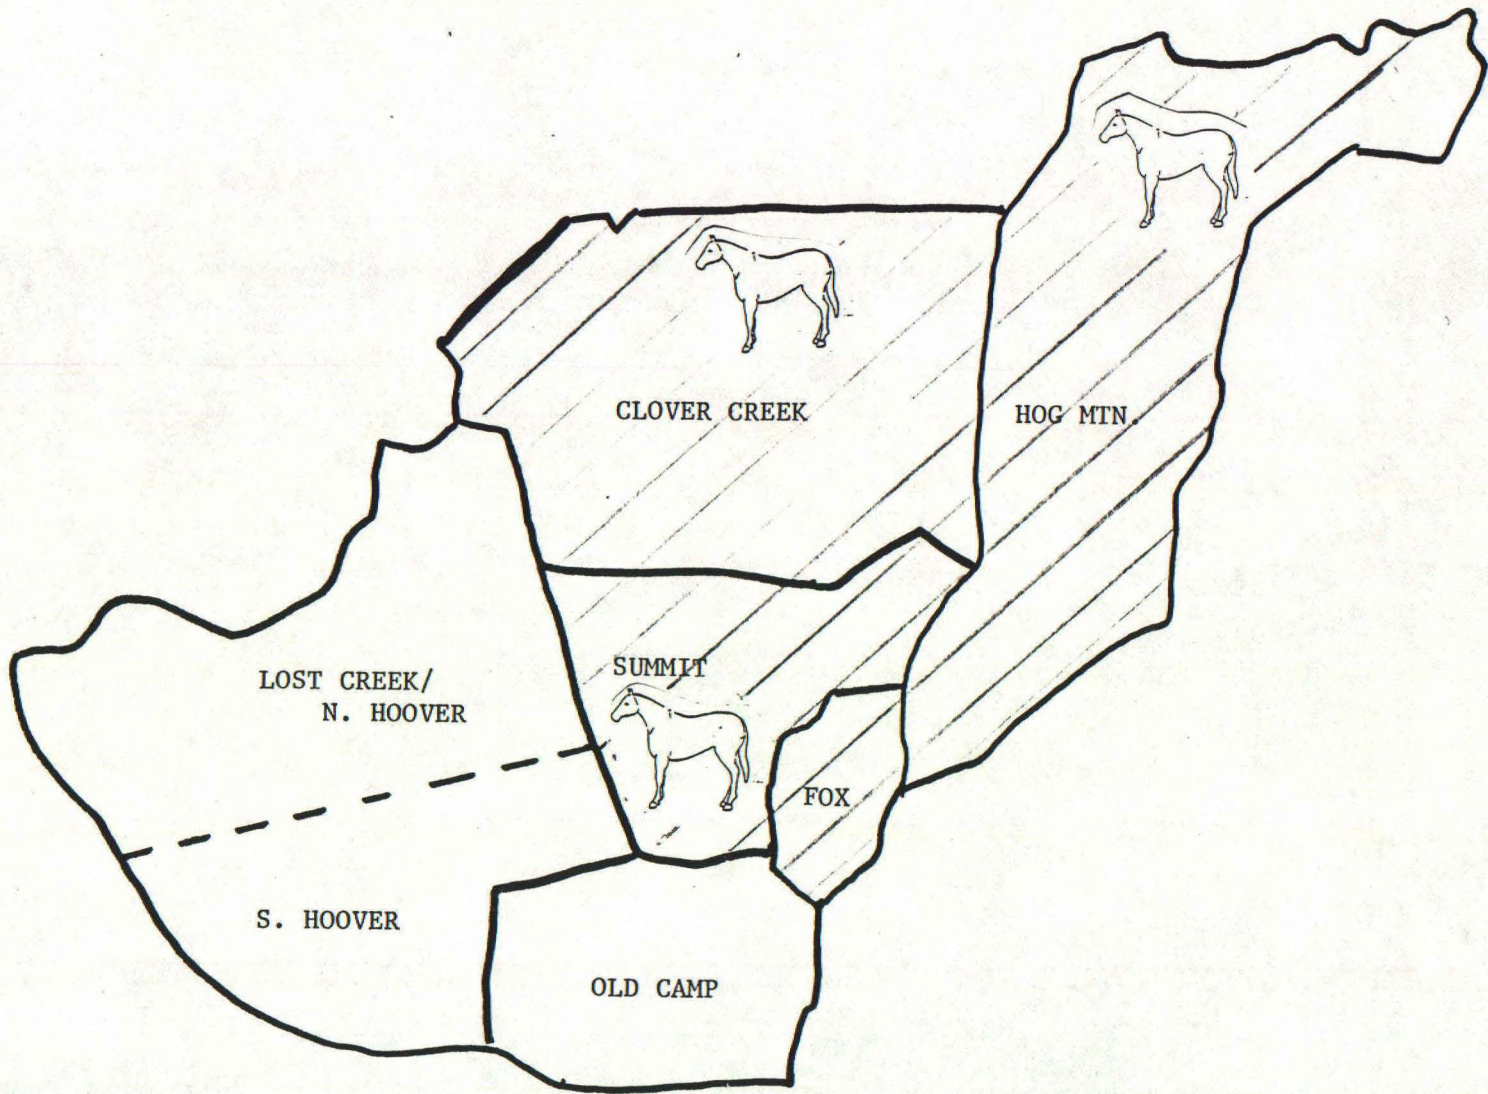 CLOVER CREEK
HOG MTN.
SUMMIT
LOST CREEK/
N. HOOVER
FOX
S. HOOVER
OLD CAMP